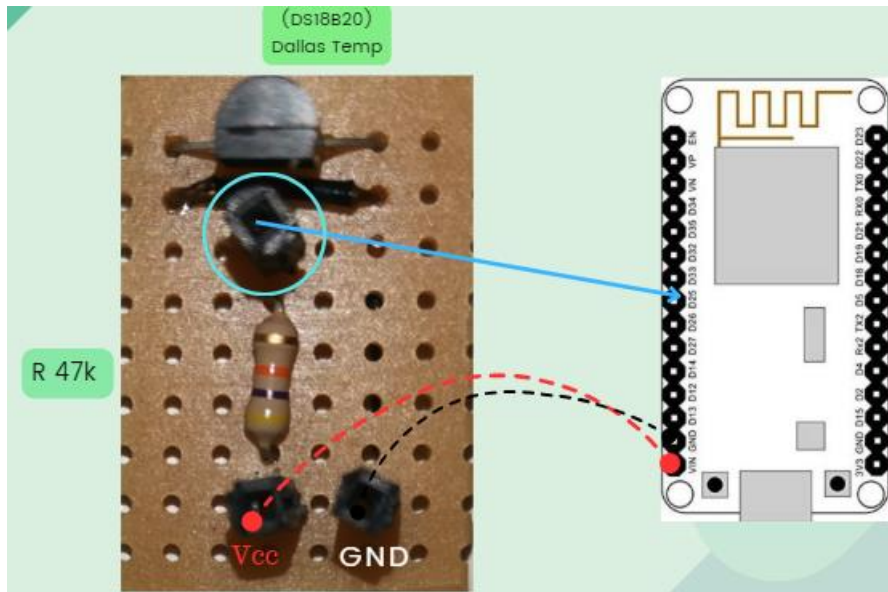 (DS18B20)
Dallas Temp
R 47k
Vcc
GND
EN
VP
VN
D34
D35
D32
D33
D25
D26
D27
D14
D12
D13
GND
VIN
D23
D22
TX0
RX0
D21
D19
D18
D5
TX2
Rx2
D4
D2
D15
GND
3V3